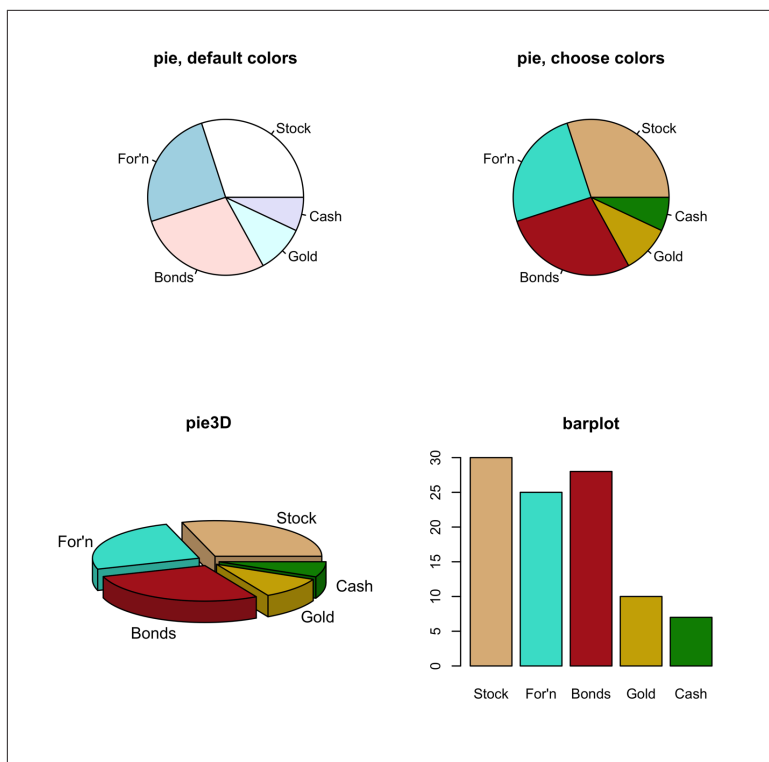 pie, default colors
Stock
For'n
Cash
Gold
Bonds
pie, choose colors
Stock
For'n
Cash
Gold
Bonds
pie3D
Stock
For'n
Cash
Gold
Bonds
barplot
30
25
20
15
10
5
0
Stock For'n Bonds Gold Cash